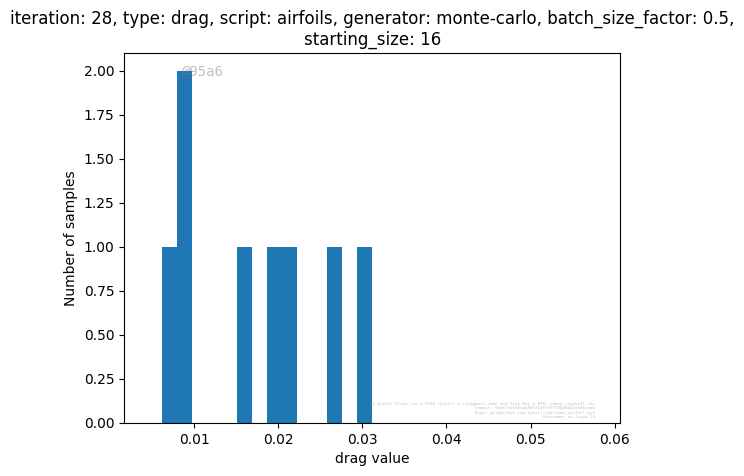 iteration: 28, type: drag, script: airfoils, generator: monte-carlo, batch_size_factor: 0.5,
starting_size: 16
@95a6
2.00
1.75
1.50
1.25
1.00
0.75
0.50
0.25
0.00
Number of samples
0.01 0.02 0.03 0.04 0.05 0.06
drag value